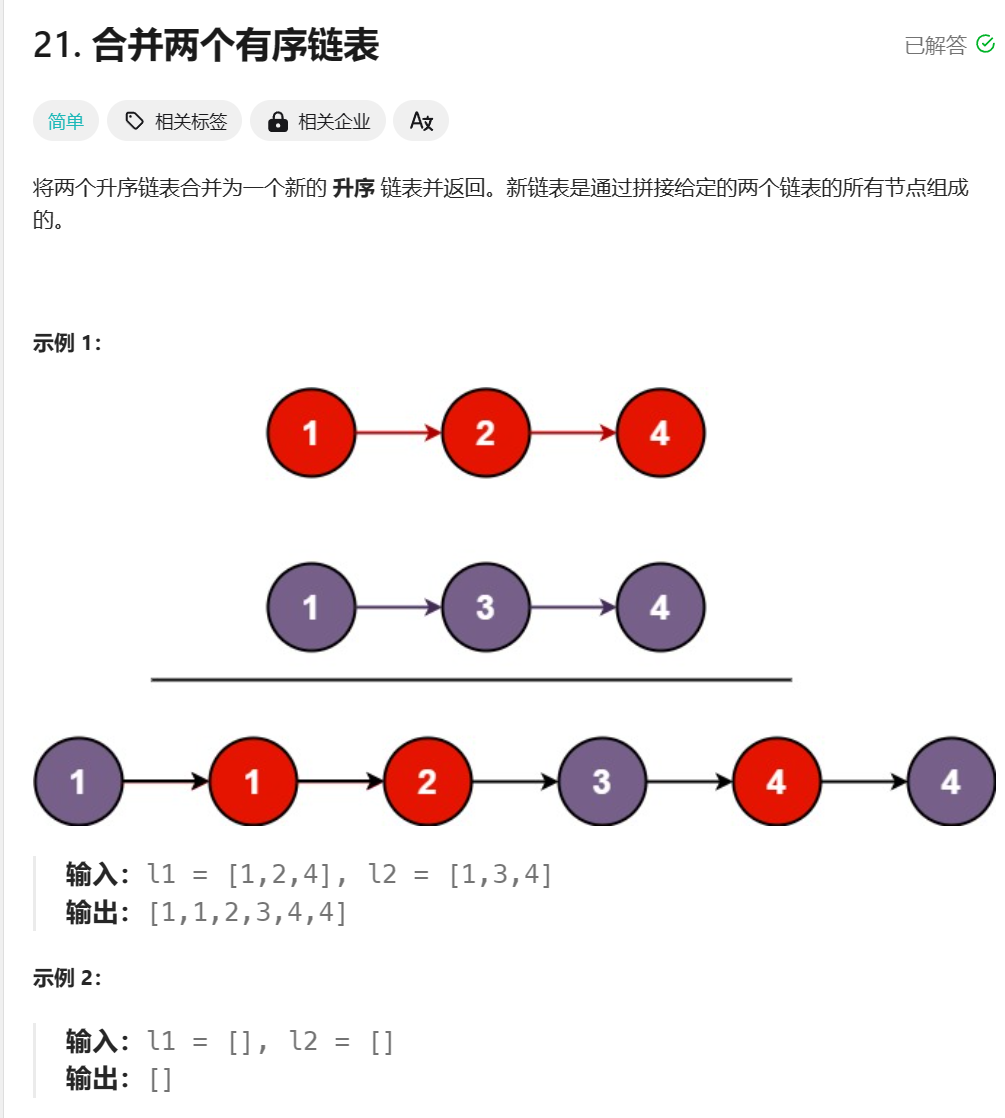 21. 合并两个有序链表
已解答
简单 相关标签 相关企业 A文
将两个升序链表合并为一个新的 升序 链表并返回。新链表是通过拼接给定的两个链表的所有节点组成
的。
示例 1：
1 2 4
1 3 4
1 1 2 3 4 4
输入：l1 = [1,2,4], l2 = [1,3,4]
输出：[1,1,2,3,4,4]
示例 2：
输入：l1 = [], l2 = []
输出：[]